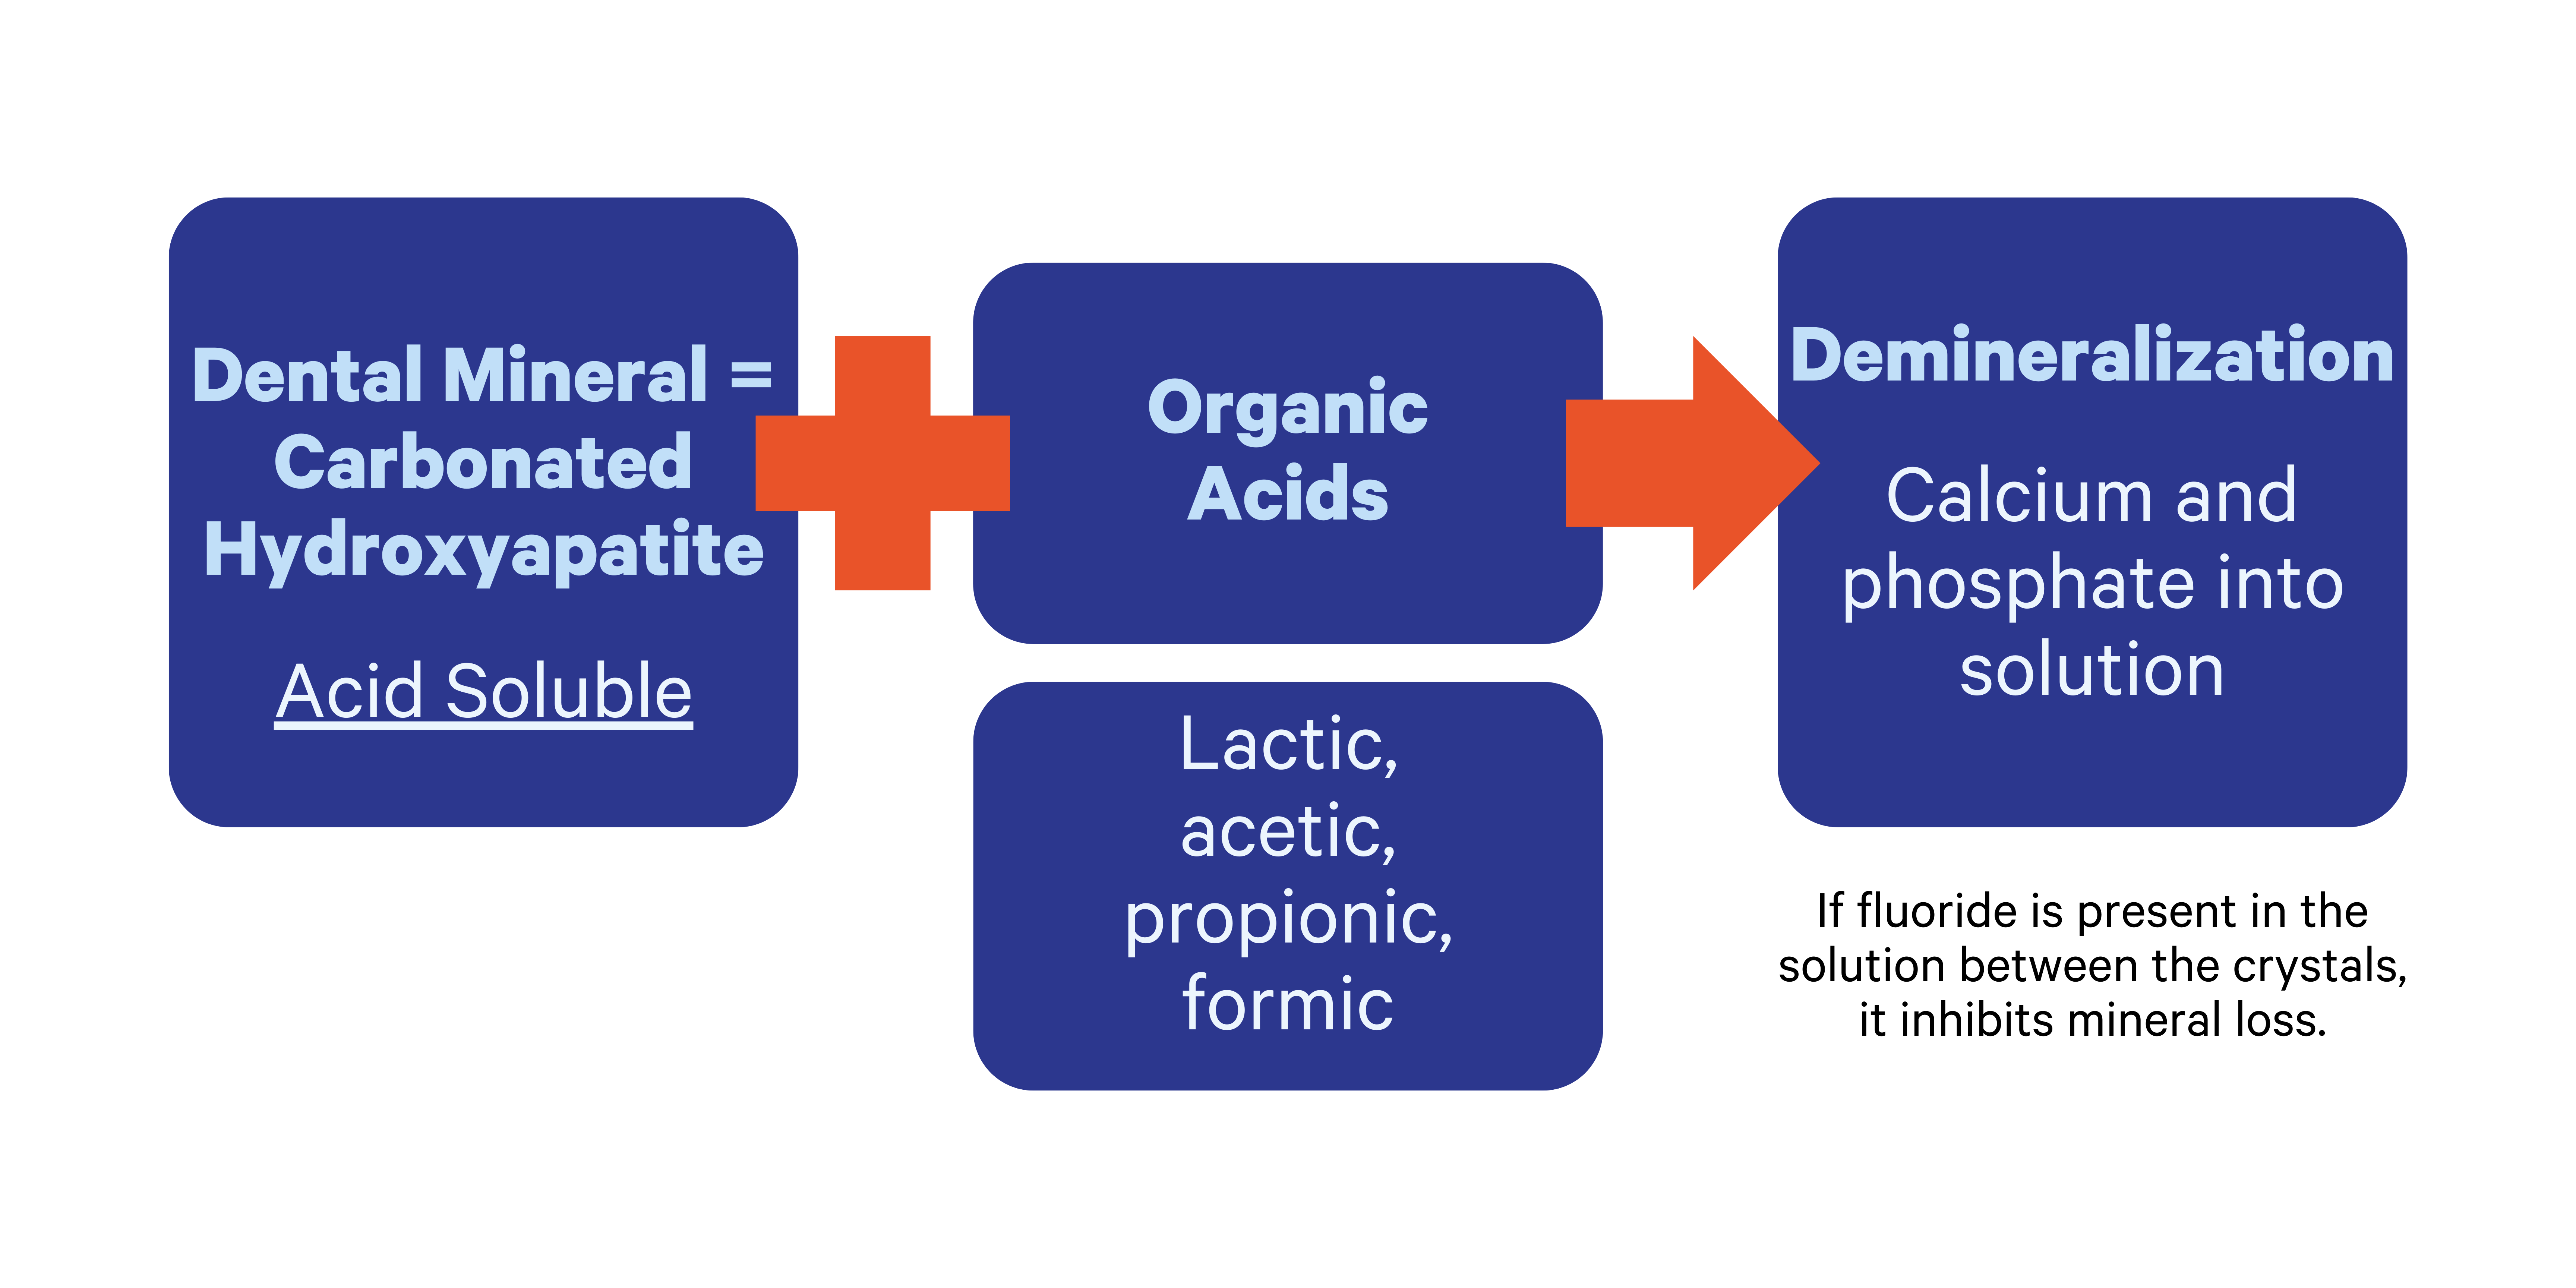 Dental Mineral =
Carbonated
Hydroxyapatite
Acid Soluble
Organic
Acids
Lactic,
acetic,
propionic,
formic
Demineralization
Calcium and
phosphate into
solution
If fluoride is present in the
solution between the crystals,
it inhibits mineral loss.